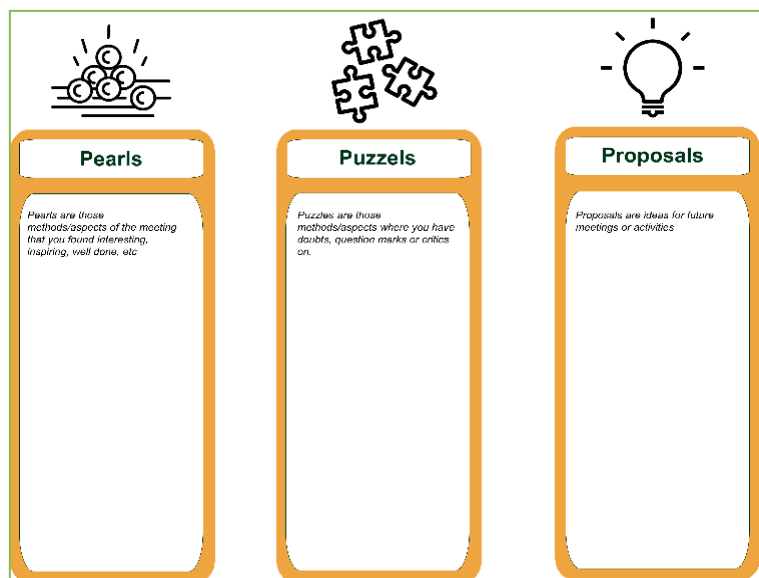 Pearls
Pearls are those
methods/aspects of the meeting
that you found interesting,
inspiring, well done, etc
Puzzels
Puzzles are those
methods/aspects where you have
doubts, question marks or critics
on.
Proposals
Proposals are ideas for future
meetings or activities